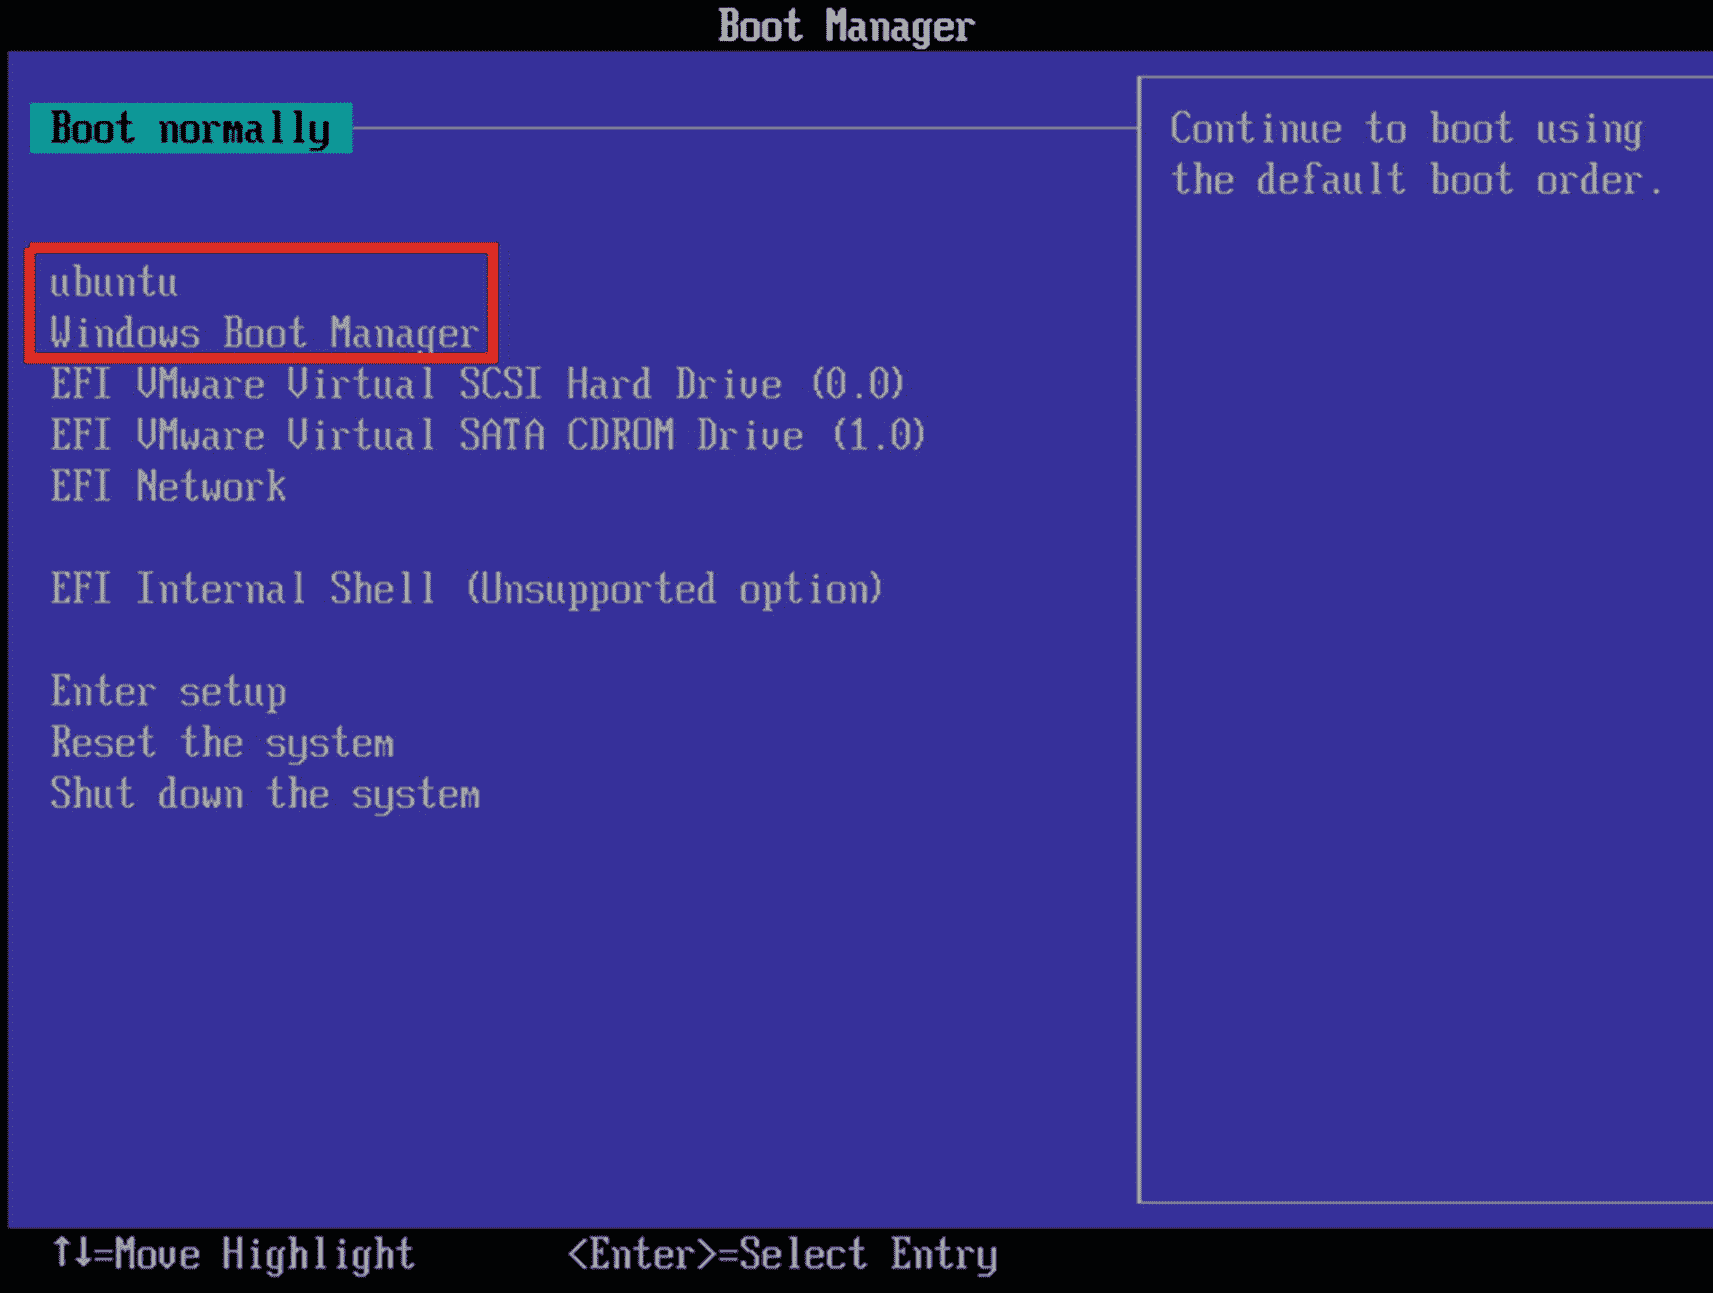 Boot Manager
Boot normally
Continue to boot using
the default boot order.
ubuntu
Windows Boot Manager
EFI VMware Virtual SCSI Hard Drive (0.0)
EFI VMware Virtual SATA CDROM Drive (1.0)
EFI Network
EFI Internal Shell (Unsupported option)
Enter setup
Reset the system
Shut down the system
↑↓=Move Highlight <Enter>=Select Entry